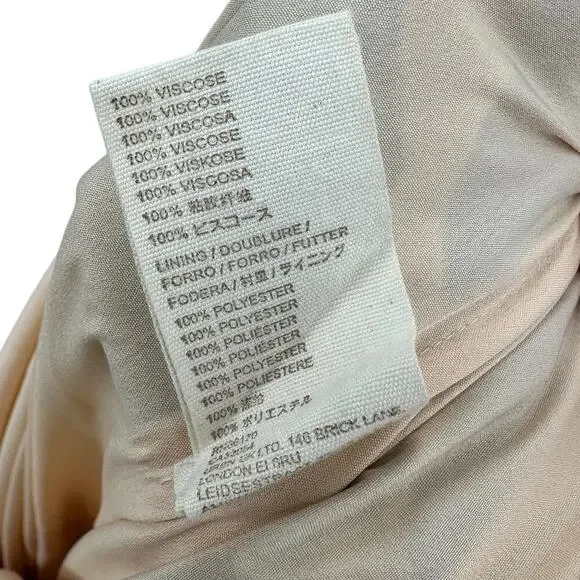 100% VISCOSE
100% VISCOSE
100% VISCOSA
100% VISCOSE
100% VISKOSE
100% VISCOSA
100% 粘胶纤维
100% ビスコース
LINING / DOUBLURE /
FORRO / FORRO / FUTTER
FODERA / 衬里 / ライニング
100% POLYESTER
100% POLYESTER
100% POLYESTER
100% POLIÉSTER
100% POLYESTER
100% POLIESTERE
100% 涤纶
100% ポリエステル
UK LTO. 146 BRICK LANE,
LONDON E1 6RU